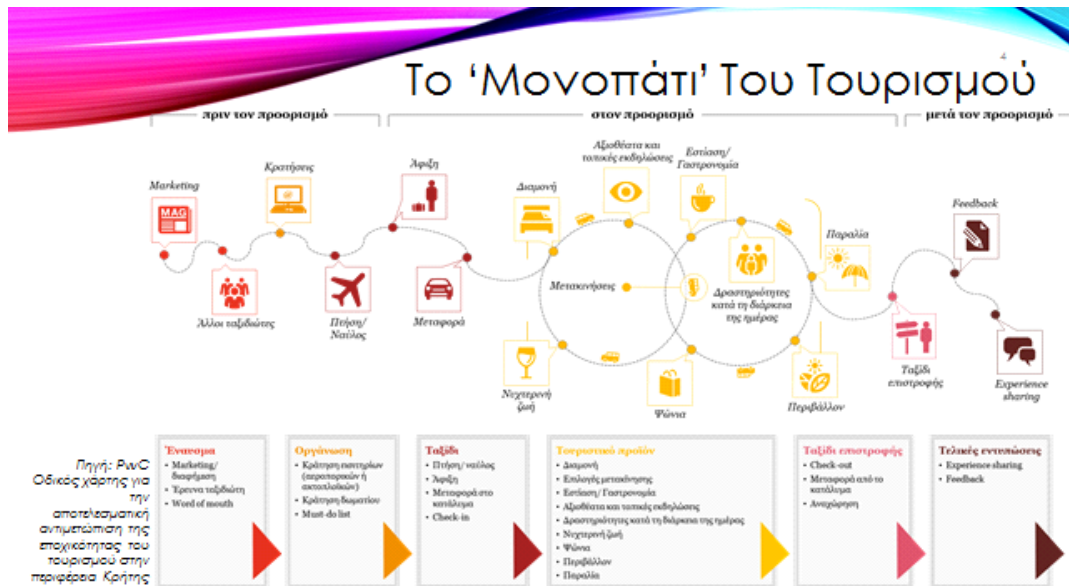 4
Το ‘Μονοπάτι’ Του Τουρισμού
πριν τον προορισμό
στον προορισμό
μετά τον προορισμό
Marketing
MAG
Άλλοι ταξιδιώτες
Κρατήσεις
Πτήση/
Ναύλος
Άφιξη
Μεταφορά
Διαμονή
Αξιοθέατα και
τοπικές εκδηλώσεις
Εστίαση/
Γαστρονομία
Μετακινήσεις
Δραστηριότητες
κατά τη διάρκεια
της ημέρας
Παραλία
Νυχτερινή
ζωή
Ψώνια
Περιβάλλον
Ταξίδι
επιστροφής
Feedback
Experience
sharing
Πηγή: PwC
Οδικός χάρτης για
την
αποτελεσματική
αντιμετώπιση της
εποχικότητας του
τουρισμού στην
περιφέρεια Κρήτης
Έναυσμα
• Marketing/
διαφήμιση
• Έρευνα ταξιδιώτη
• Word of mouth
Οργάνωση
• Κράτηση εισιτηρίων
(αεροπορικών ή
ακτοπλοϊκών)
• Κράτηση δωματίου
• Must-do list
Ταξίδι
• Πτήση/ ναύλος
• Άφιξη
• Μεταφορά στο
κατάλυμα
• Check-in
Τουριστικό προϊόν
• Διαμονή
• Επιλογές μετακίνησης
• Εστίαση/ Γαστρονομία
• Αξιοθέατα και τοπικές εκδηλώσεις
• Δραστηριότητες κατά τη διάρκεια της ημέρας
• Νυχτερινή ζωή
• Ψώνια
• Περιβάλλον
• Παραλία
Ταξίδι επιστροφής
• Check-out
• Μεταφορά από το
κατάλυμα
• Αναχώρηση
Τελικές εντυπώσεις
• Experience sharing
• Feedback